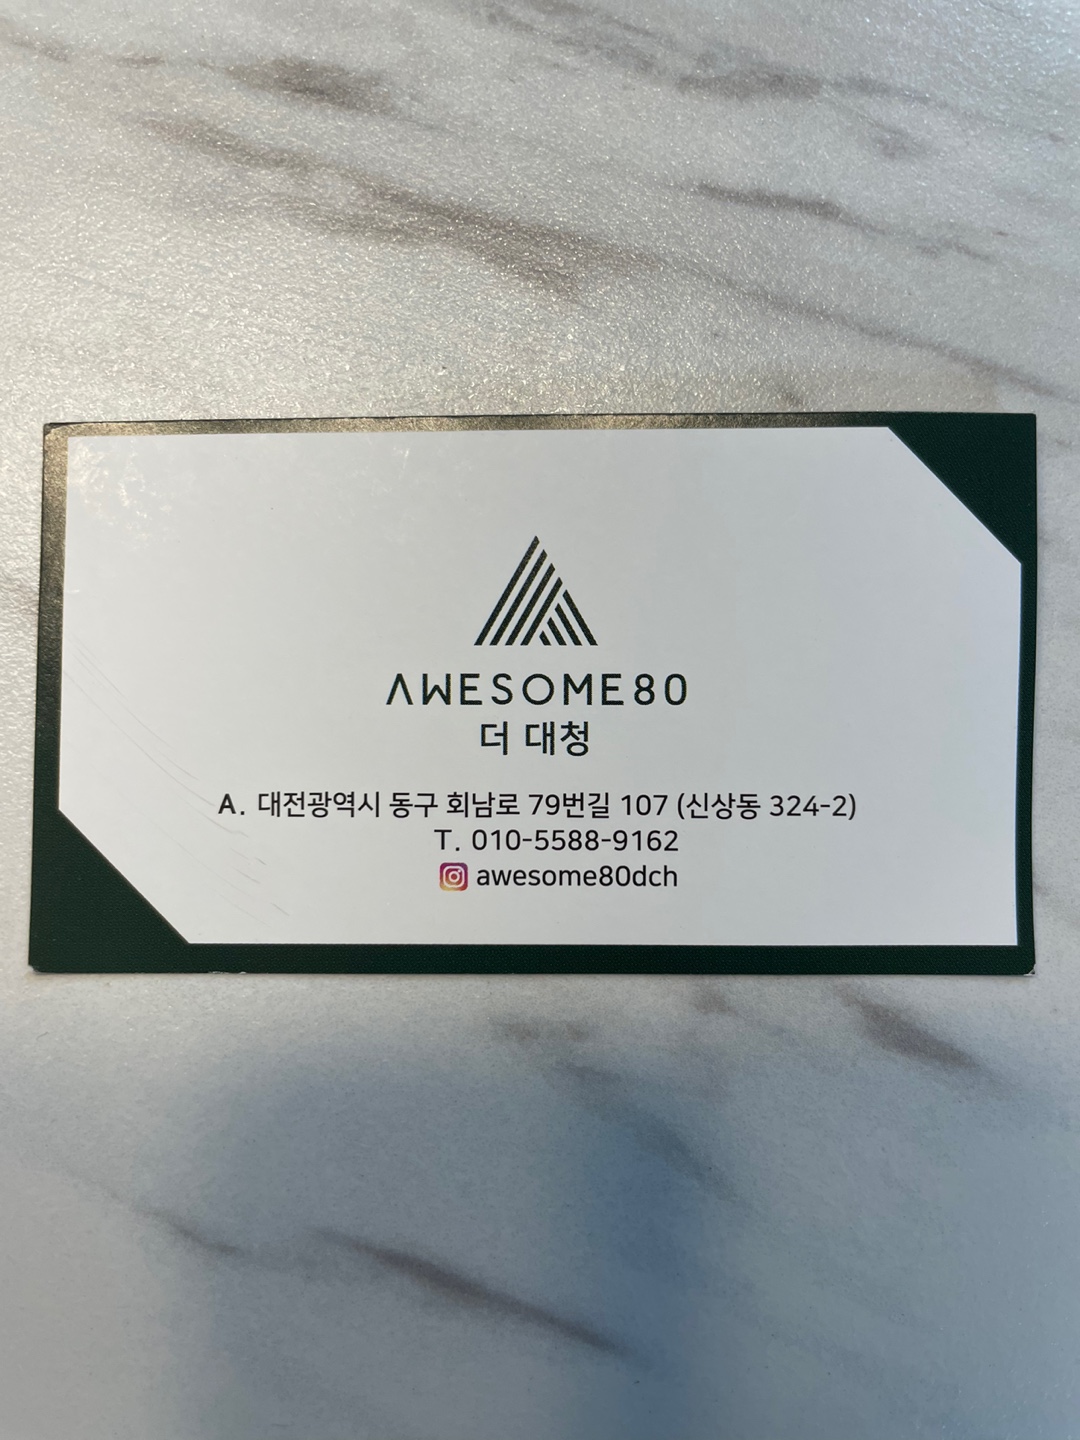 AWESOME80
더 대청
A. 대전광역시 동구 회남로 79번길 107 (신상동 324-2)
T. 010-5588-9162
awesome80dch